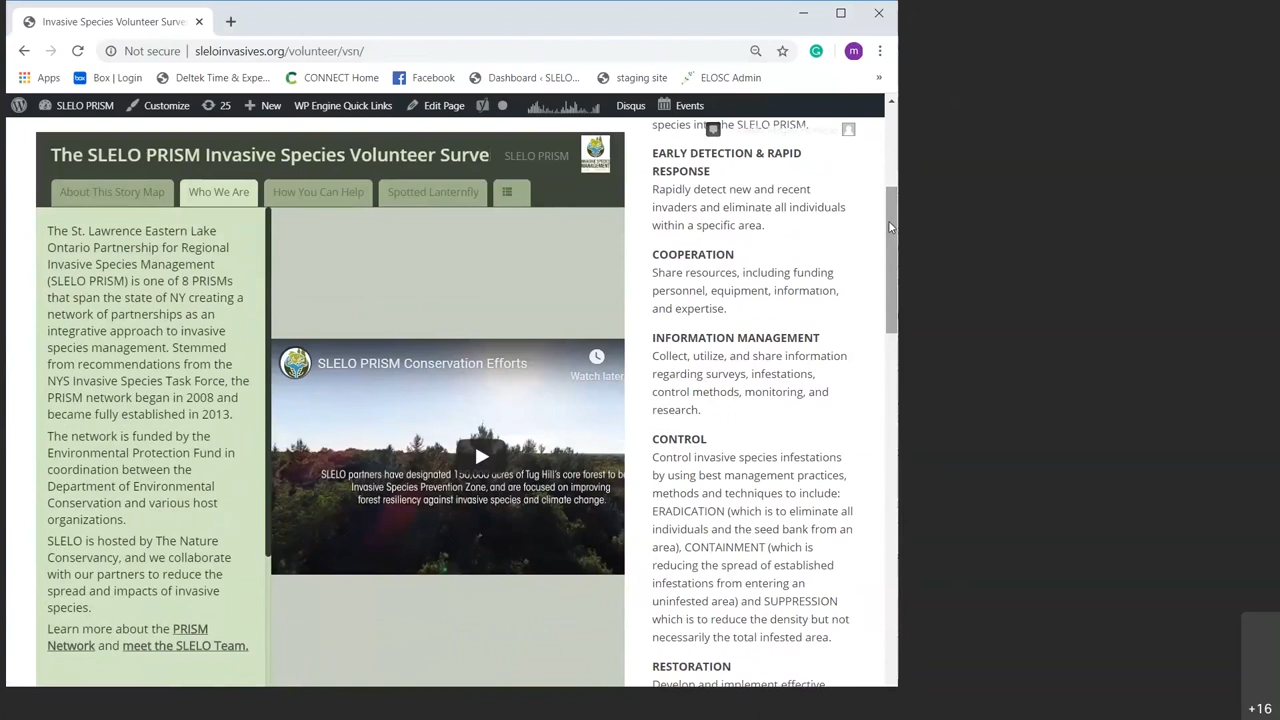 Invasive Species Volunteer Surve
Not secure sleloinvasives.org/volunteer/vsn/
m
Apps Box | Login Deltek Time & Expe... CONNECT Home Facebook Dashboard ‹ SLELO... staging site ELOSC Admin »
SLELO PRISM Customize 25 New WP Engine Quick Links Edit Page Disqus Events
The SLELO PRISM Invasive Species Volunteer Surve
SLELO PRISM
About This Story Map Who We Are How You Can Help Spotted Lanternfly
The St. Lawrence Eastern Lake
Ontario Partnership for Regional
Invasive Species Management
(SLELO PRISM) is one of 8 PRISMs
that span the state of NY creating a
network of partnerships as an
integrative approach to invasive
species management. Stemmed
from recommendations from the
NYS Invasive Species Task Force, the
PRISM network began in 2008 and
became fully established in 2013.
The network is funded by the
Environmental Protection Fund in
coordination between the
Department of Environmental
Conservation and various host
organizations.
SLELO is hosted by The Nature
Conservancy, and we collaborate
with our partners to reduce the
spread and impacts of invasive
species.
Learn more about the PRISM
Network and meet the SLELO Team.
SLELO PRISM Conservation Efforts
Watch later
SLELO partners have designated 150,000 acres of Tug Hill's core forest to be
Invasive Species Prevention Zone, and are focused on improving
forest resiliency against invasive species and climate change.
species into the SLELO PRISM.
EARLY DETECTION & RAPID
RESPONSE
Rapidly detect new and recent
invaders and eliminate all individuals
within a specific area.
COOPERATION
Share resources, including funding
personnel, equipment, information,
and expertise.
INFORMATION MANAGEMENT
Collect, utilize, and share information
regarding surveys, infestations,
control methods, monitoring, and
research.
CONTROL
Control invasive species infestations
by using best management practices,
methods and techniques to include:
ERADICATION (which is to eliminate all
individuals and the seed bank from an
area), CONTAINMENT (which is
reducing the spread of established
infestations from entering an
uninfested area) and SUPPRESSION
which is to reduce the density but not
necessarily the total infested area.
RESTORATION
Develop and implement effective
+16